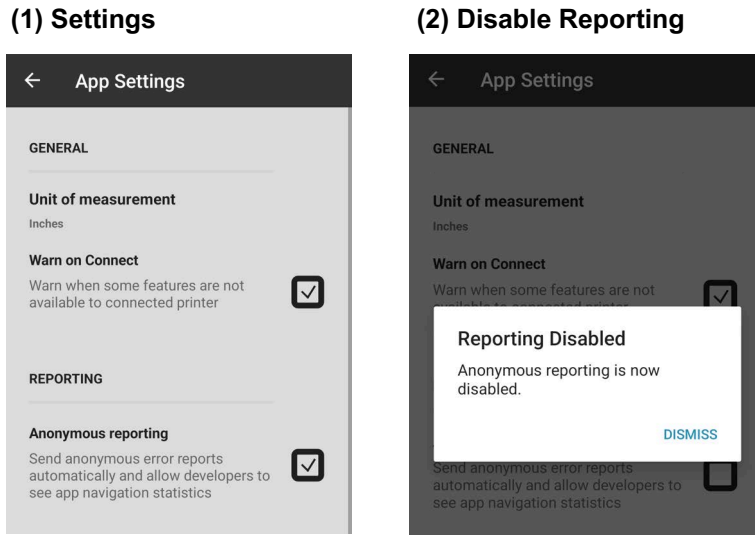 (1) Settings
App Settings
GENERAL
Unit of measurement
Inches
Warn on Connect
Warn when some features are not
available to connected printer
REPORTING
Anonymous reporting
Send anonymous error reports
automatically and allow developers to
see app navigation statistics
(2) Disable Reporting
App Settings
GENERAL
Unit of measurement
Inches
Warn on Connect
Warn when some features are not
available to connected printer
Reporting Disabled
Anonymous reporting is now
disabled.
DISMISS
Send anonymous error reports
automatically and allow developers to
see app navigation statistics